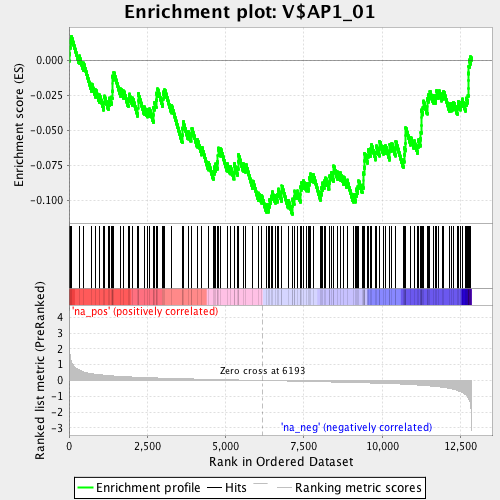 Enrichment plot: V$AP1_01
Enrichment score (ES)
0.000
-0.025
-0.050
-0.075
-0.100
Ranked list metric (PreRanked)
4
3
2
1
0
-1
-2
-3
'na_pos' (positively correlated)
Zero cross at 6193
'na_neg' (negatively correlated)
0
2,500
5,000
7,500
10,000
12,500
Rank in Ordered Dataset
Enrichment profile
Hits
Ranking metric scores